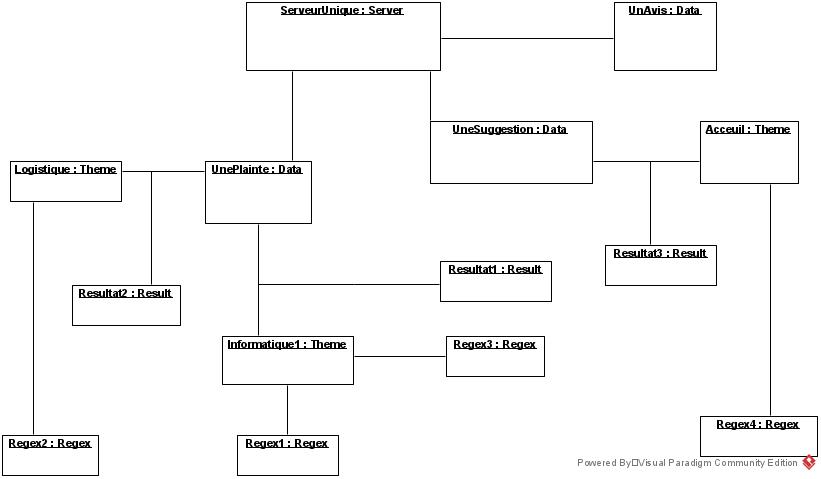 ServeurUnique : Server
UnAvis : Data
UneSuggestion : Data
Acceuil : Theme
Logistique : Theme
UnePlainte : Data
Resultat3 : Result
Resultat1 : Result
Resultat2 : Result
Informatique1 : Theme
Regex3 : Regex
Regex4 : Regex
Regex2 : Regex
Regex1 : Regex
Powered By□Visual Paradigm Community Edition